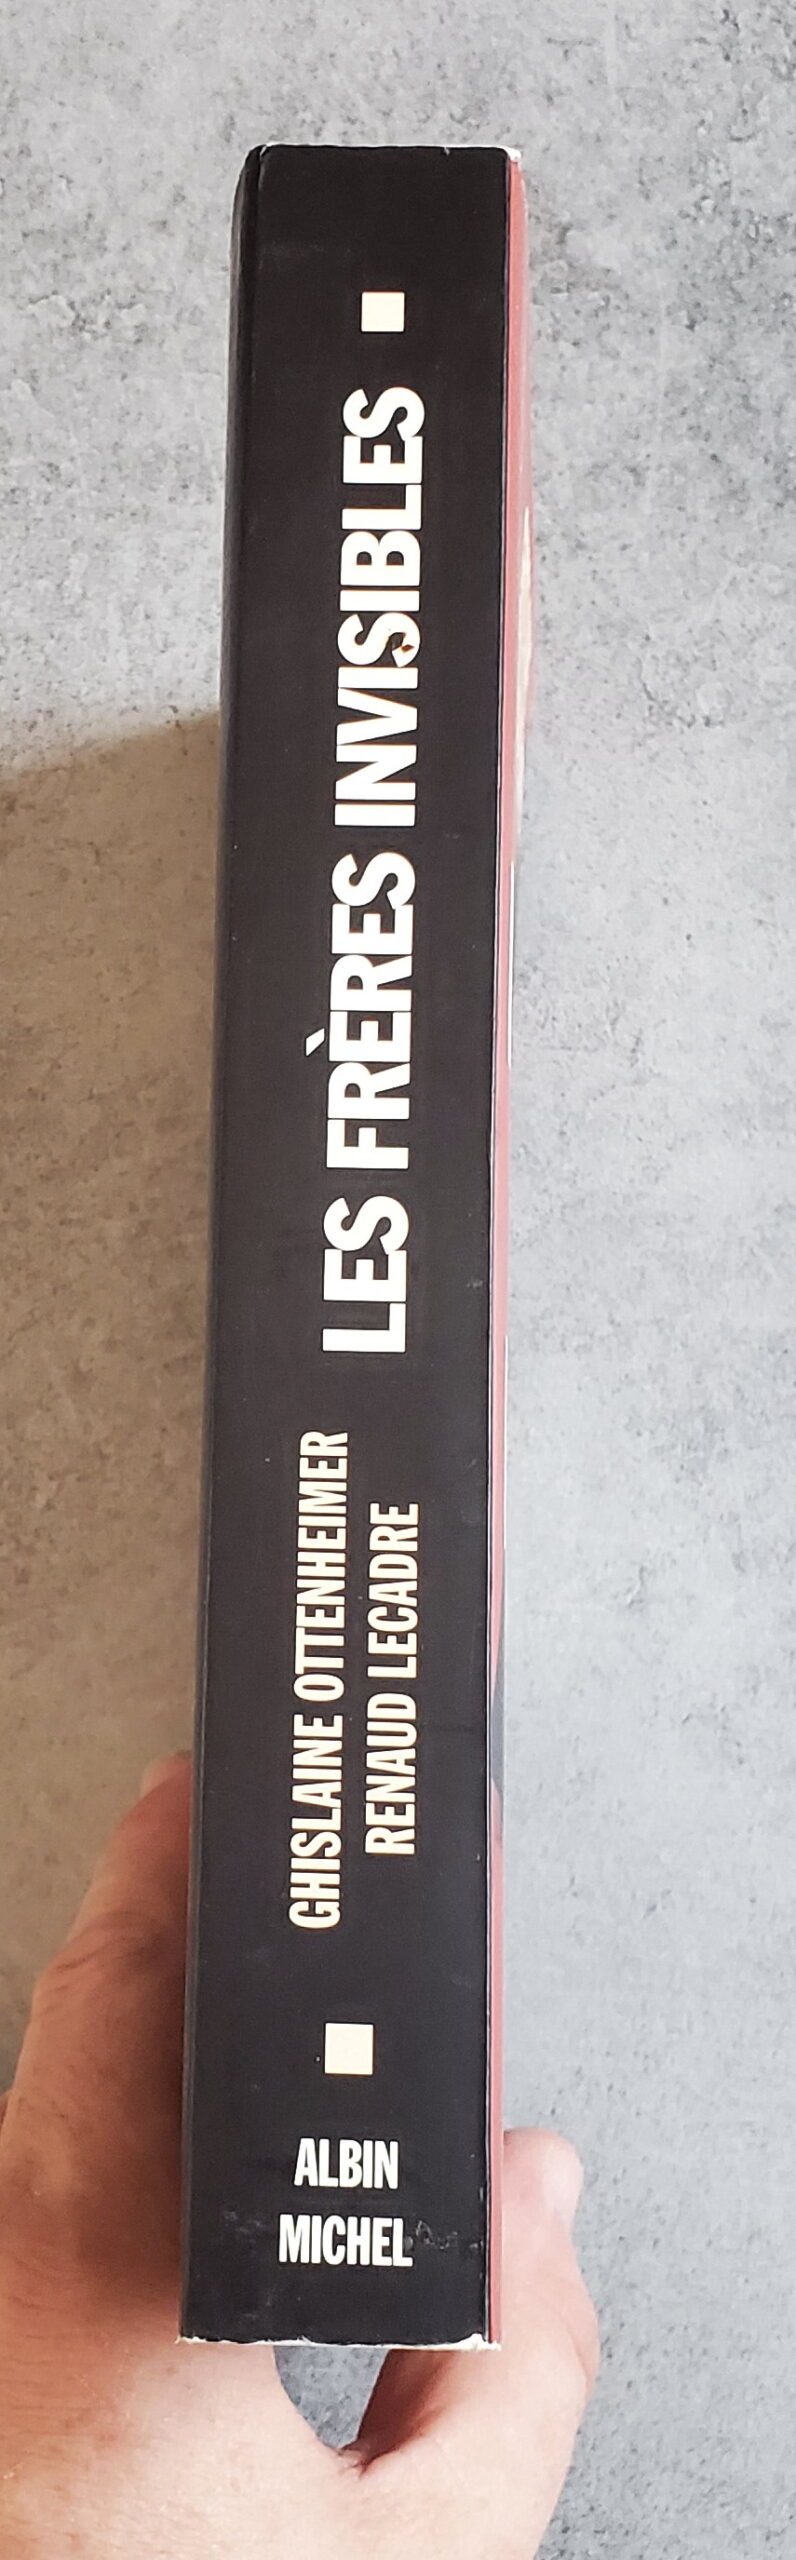 LES FRÈRES INVISIBLES
GHISLAINE OTTENHEIMER
RENAUD LECADRE
ALBIN
MICHEL